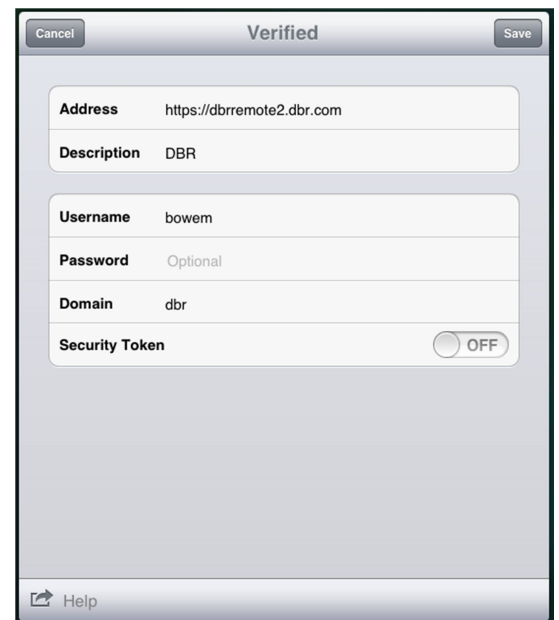 Cancel Verified Save
Address https://dbrremote2.dbr.com
Description DBR
Username bowem
Password Optional
Domain dbr
Security Token OFF
Help